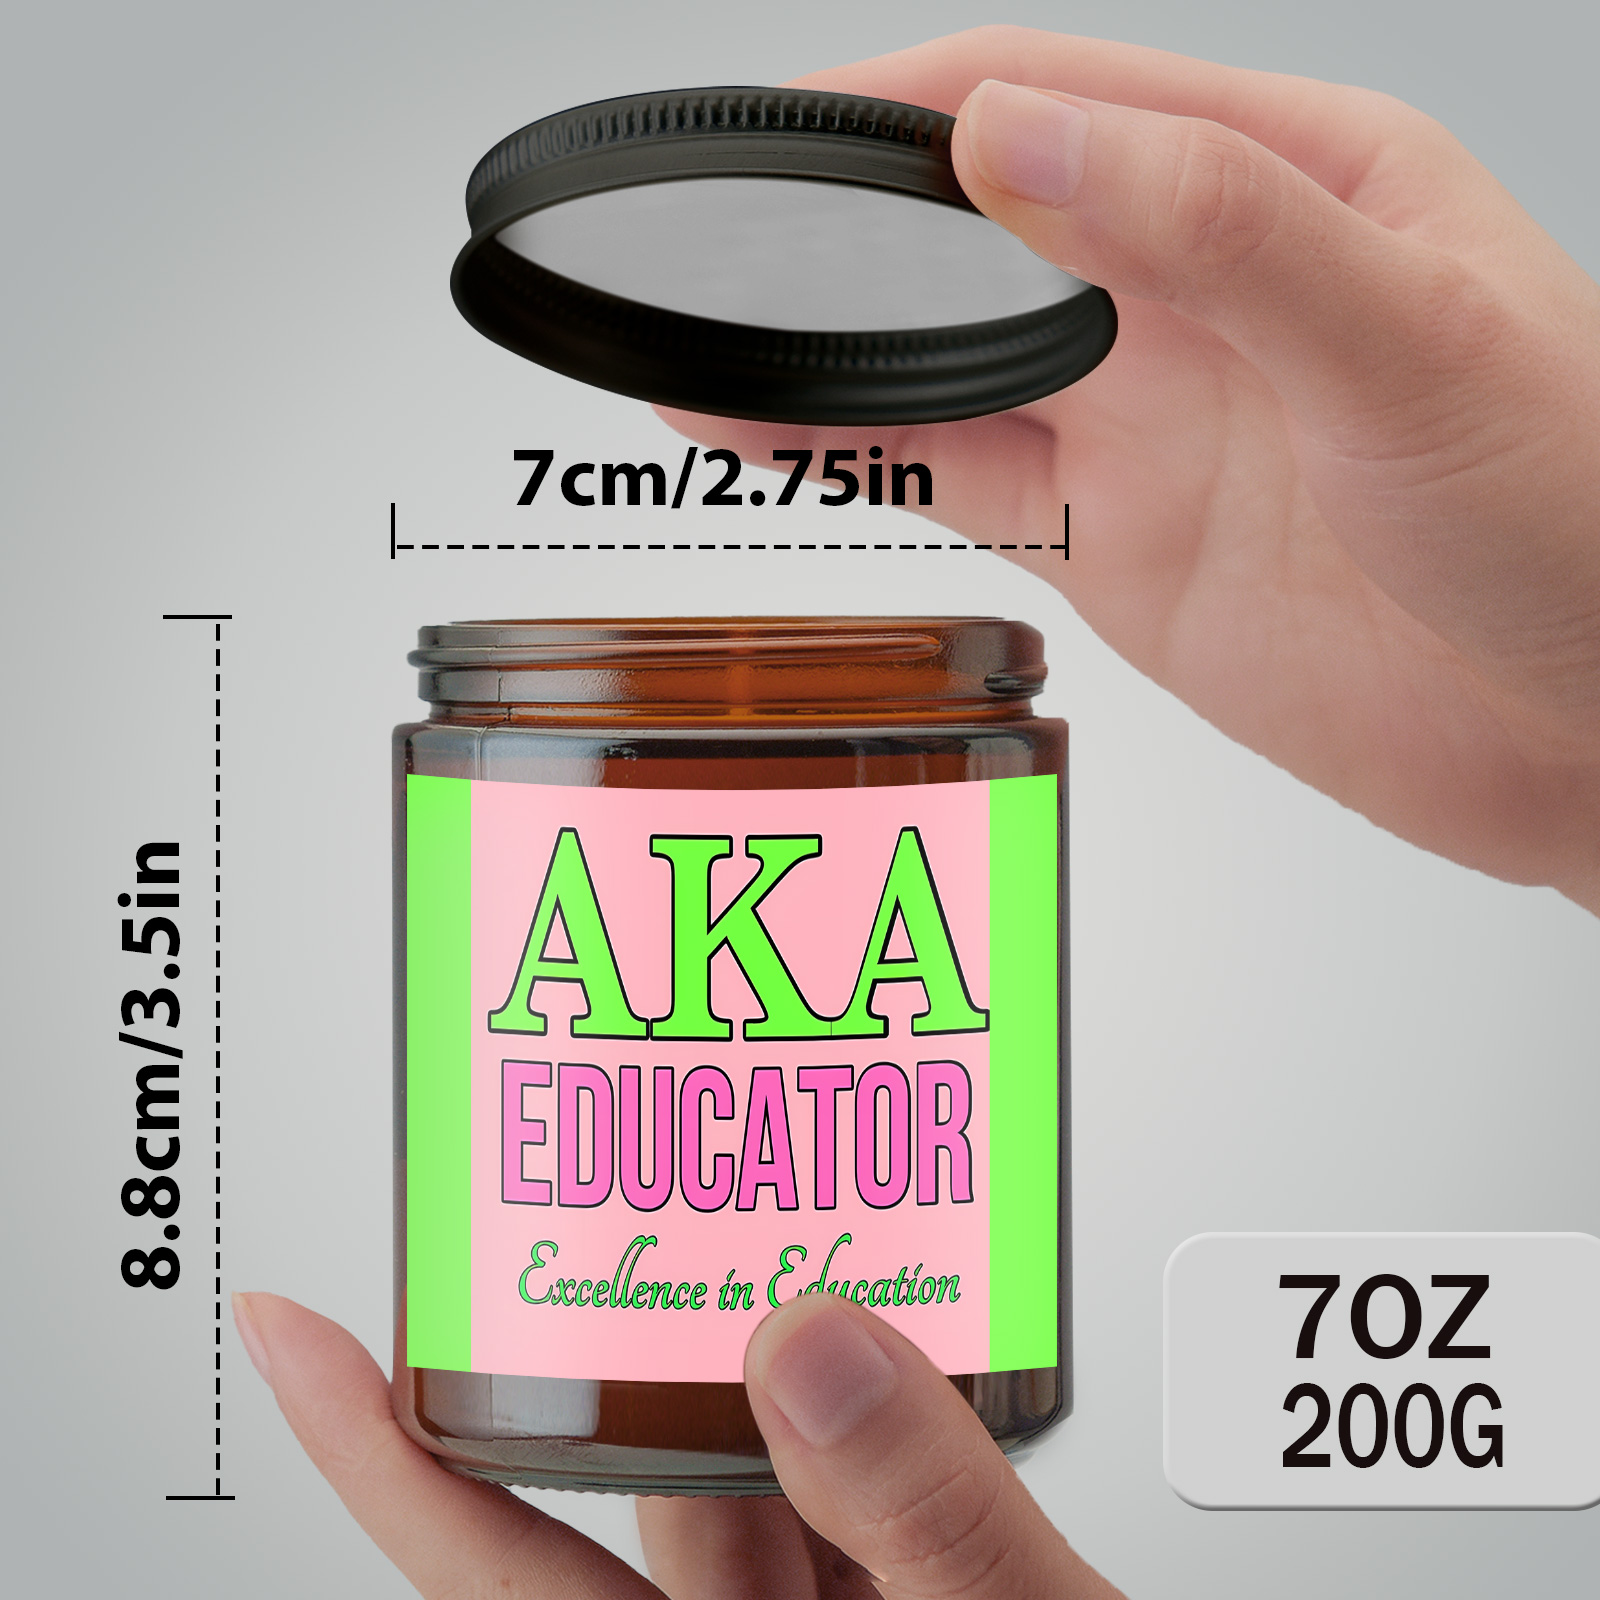 7cm/2.75in
8.8cm/3.5in
AKA
EDUCATOR
Excellence in Education
7OZ
200G